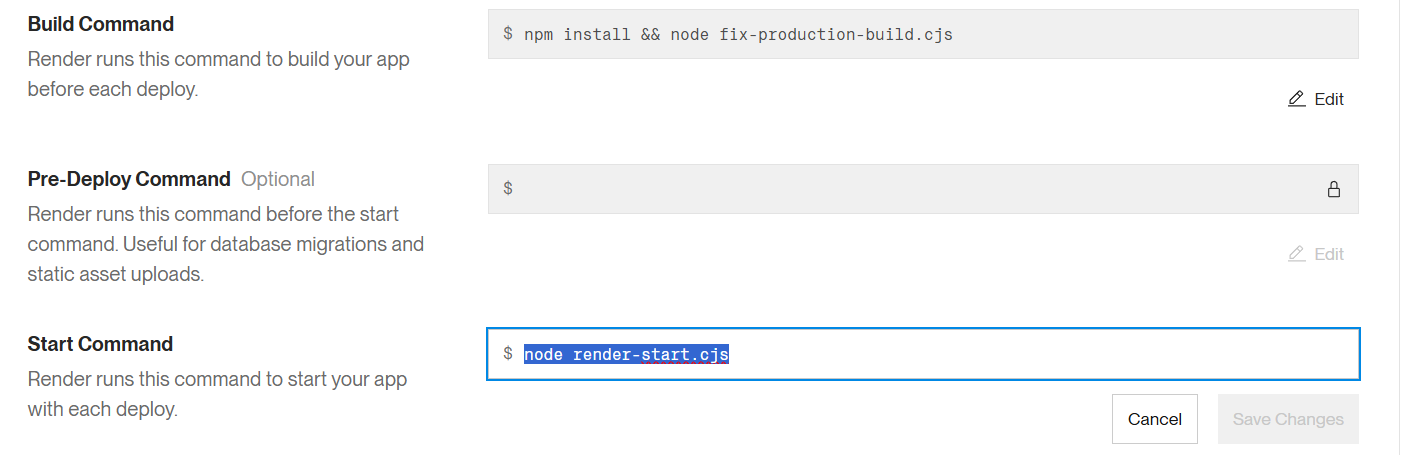 Build Command
$ npm install && node fix-production-build.cjs
Render runs this command to build your app
before each deploy.
Edit
Pre-Deploy Command Optional
$
Render runs this command before the start
command. Useful for database migrations and
static asset uploads.
Edit
Start Command
$ node render-start.cjs
Render runs this command to start your app
with each deploy.
Cancel Save Changes